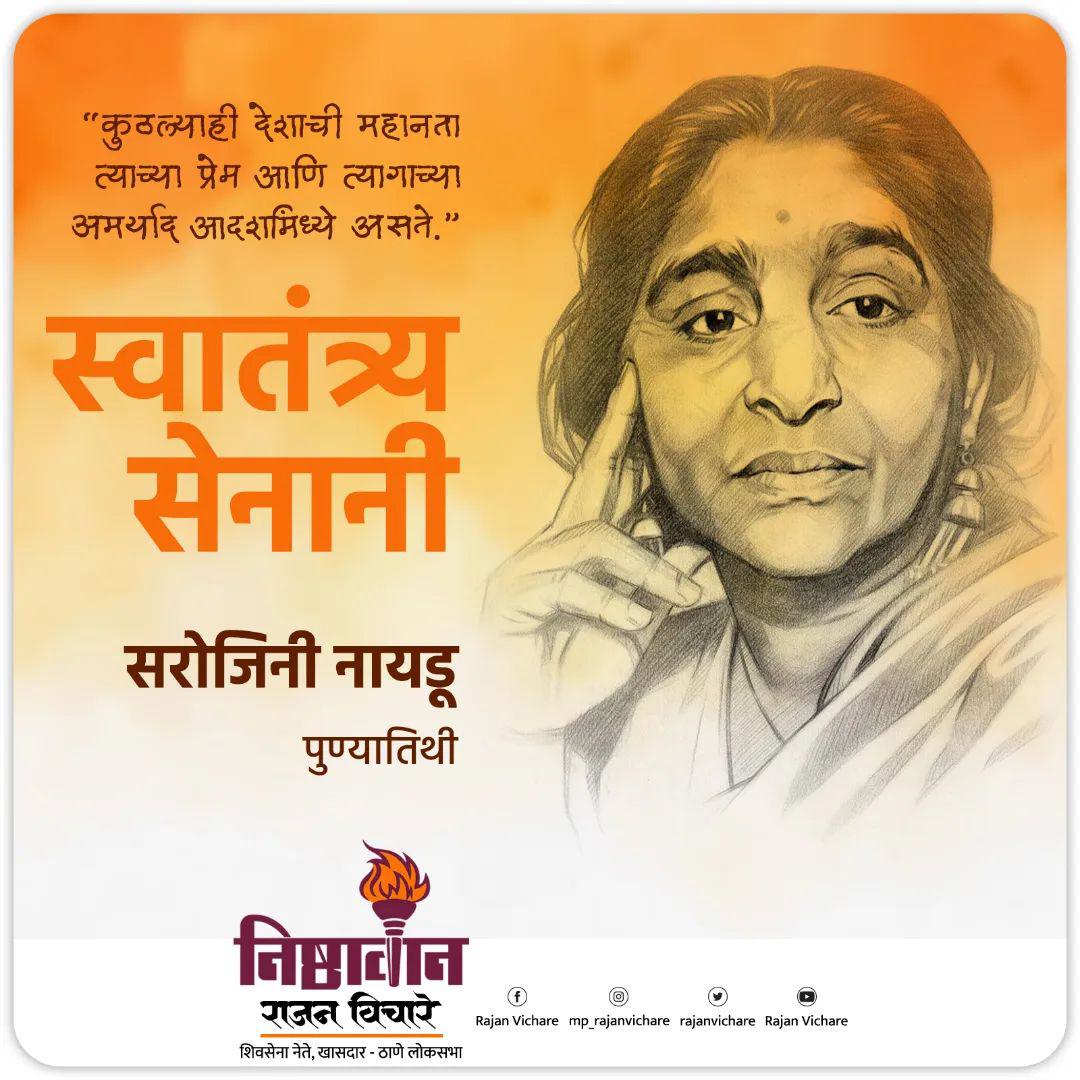 “कुठल्याही देशाची महानता
त्याच्या प्रेम आणि त्यागाच्या
अमर्याद आदर्शामध्ये असते.”
स्वातंत्र्य
सेनानी
सरोजिनी नायडू
पुण्यातिथी
निष्ठावान
राजन विचारे
शिवसेना नेते, खासदार - ठाणे लोकसभा
Rajan Vichare mp_rajanvichare rajanvichare Rajan Vichare